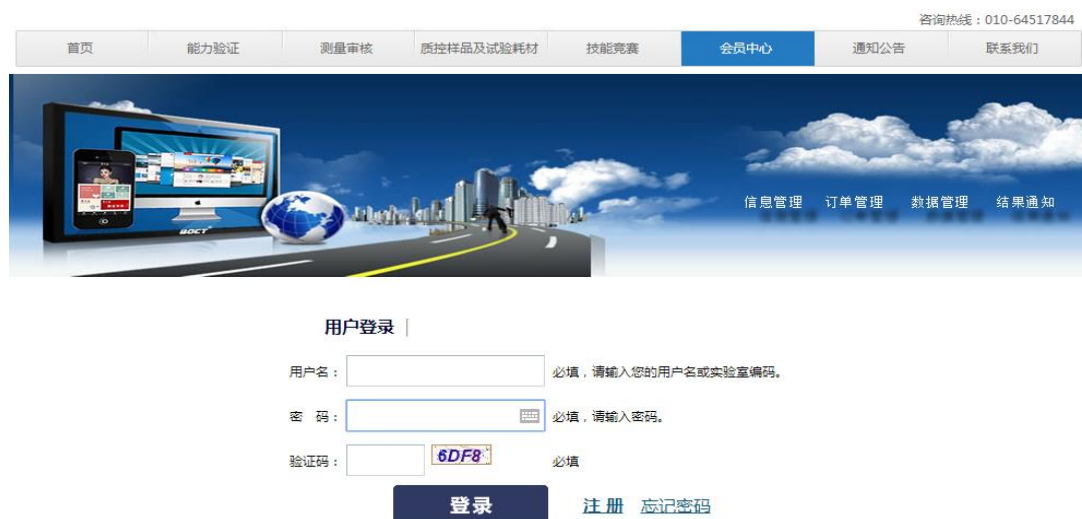 咨询热线：010-64517844
首页 能力验证 测量审核 质控样品及试验耗材 技能竞赛 会员中心 通知公告 联系我们
信息管理 订单管理 数据管理 结果通知
BOCT
用户登录
用户名： 必填，请输入您的用户名或实验室编码。
密 码： 必填，请输入密码。
验证码： 6DF8 必填
登录 注册 忘记密码